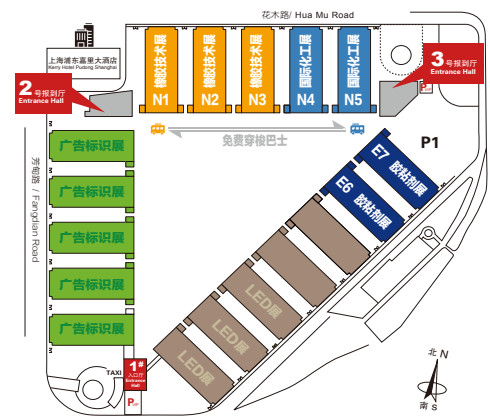 花木路/ Hua Mu Road
上海浦东嘉里大酒店
Kerry Hotel Pudong Shanghai
2号报到厅
Entrance Hall
3号报到厅
Entrance Hall
P
橡胶技术展
N1
橡胶技术展
N2
橡胶技术展
N3
国际化工展
N4
国际化工展
N5
免费穿梭巴士
P1
E7 胶粘剂展
E6 胶粘剂展
芳甸路 / Fangdian Road
广告标识展
广告标识展
广告标识展
广告标识展
广告标识展
LED展
LED展
LED展
TAXI
1#
入口厅
Entrance
Hall
P
北 N
南 S